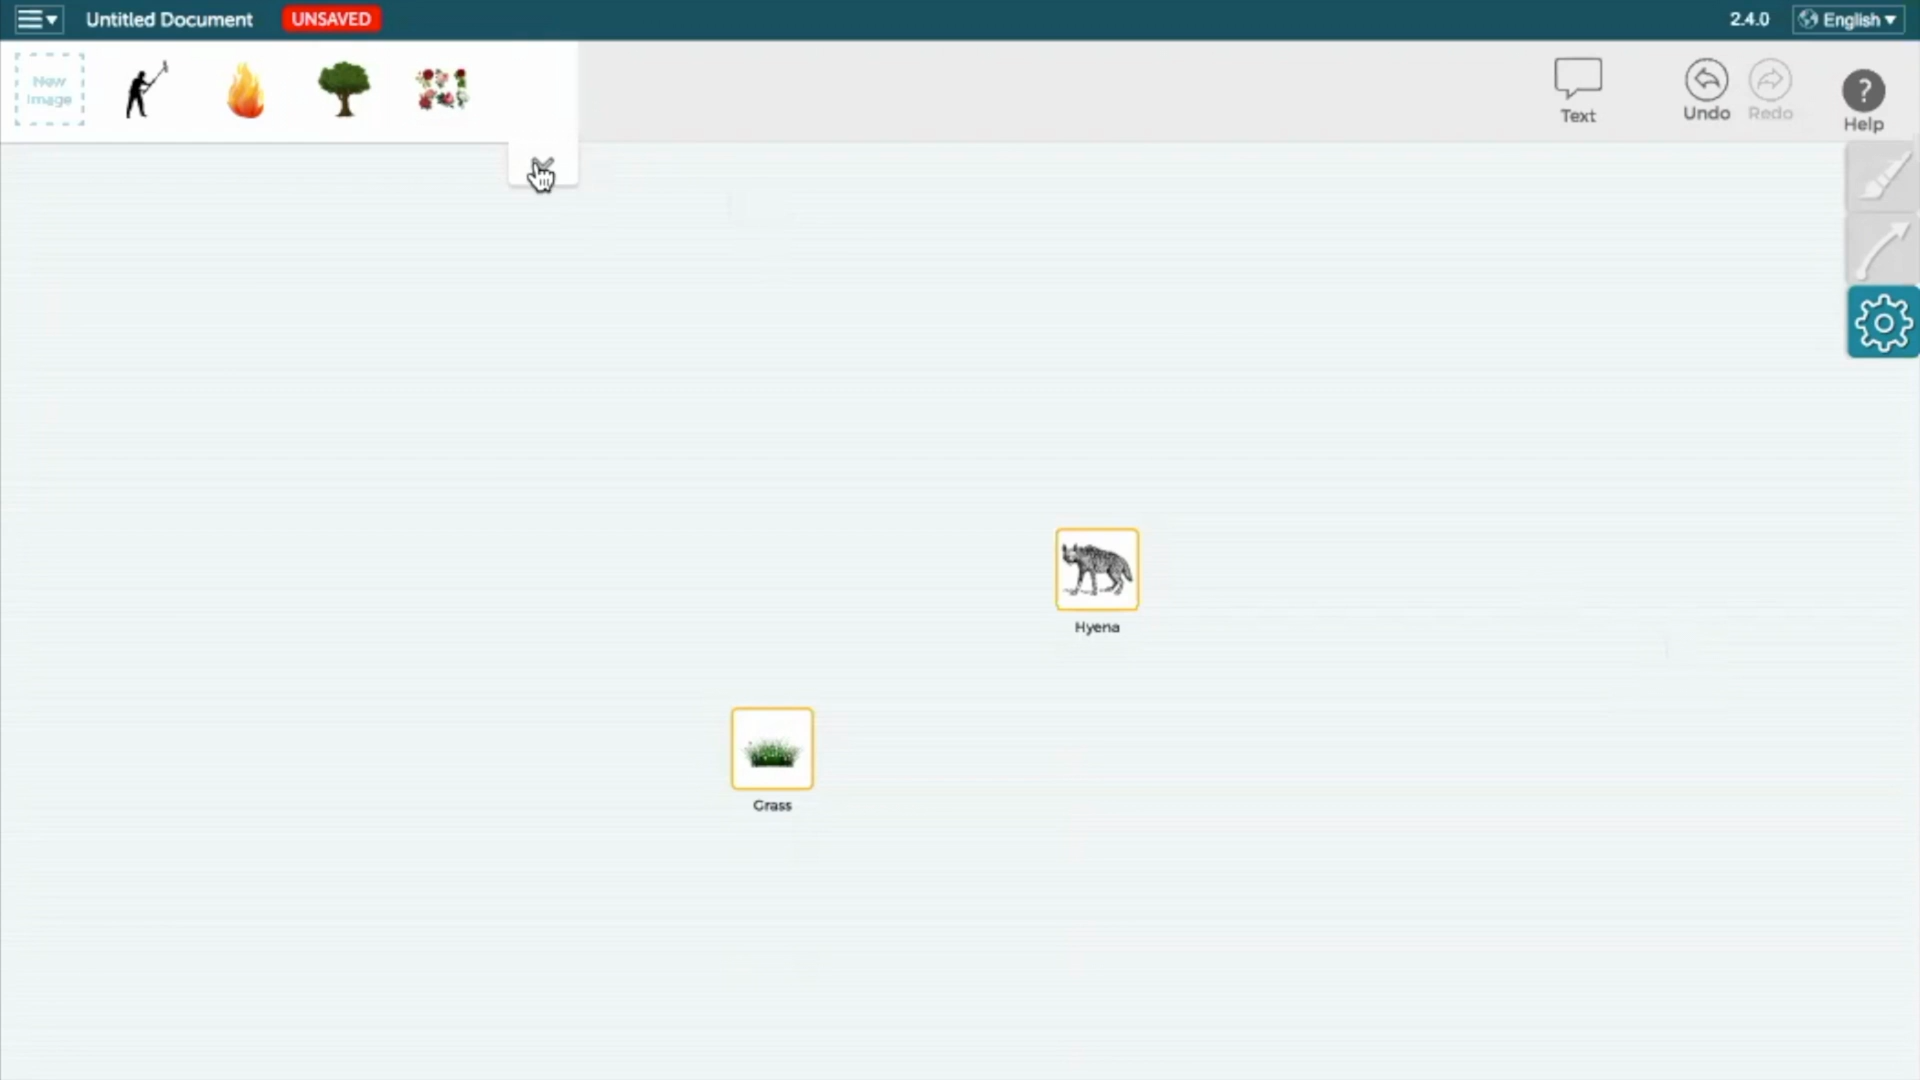 Untitled Document
UNSAVED
2.4.0
English
New
Image
Text
Undo
Redo
Help
Hyena
Grass